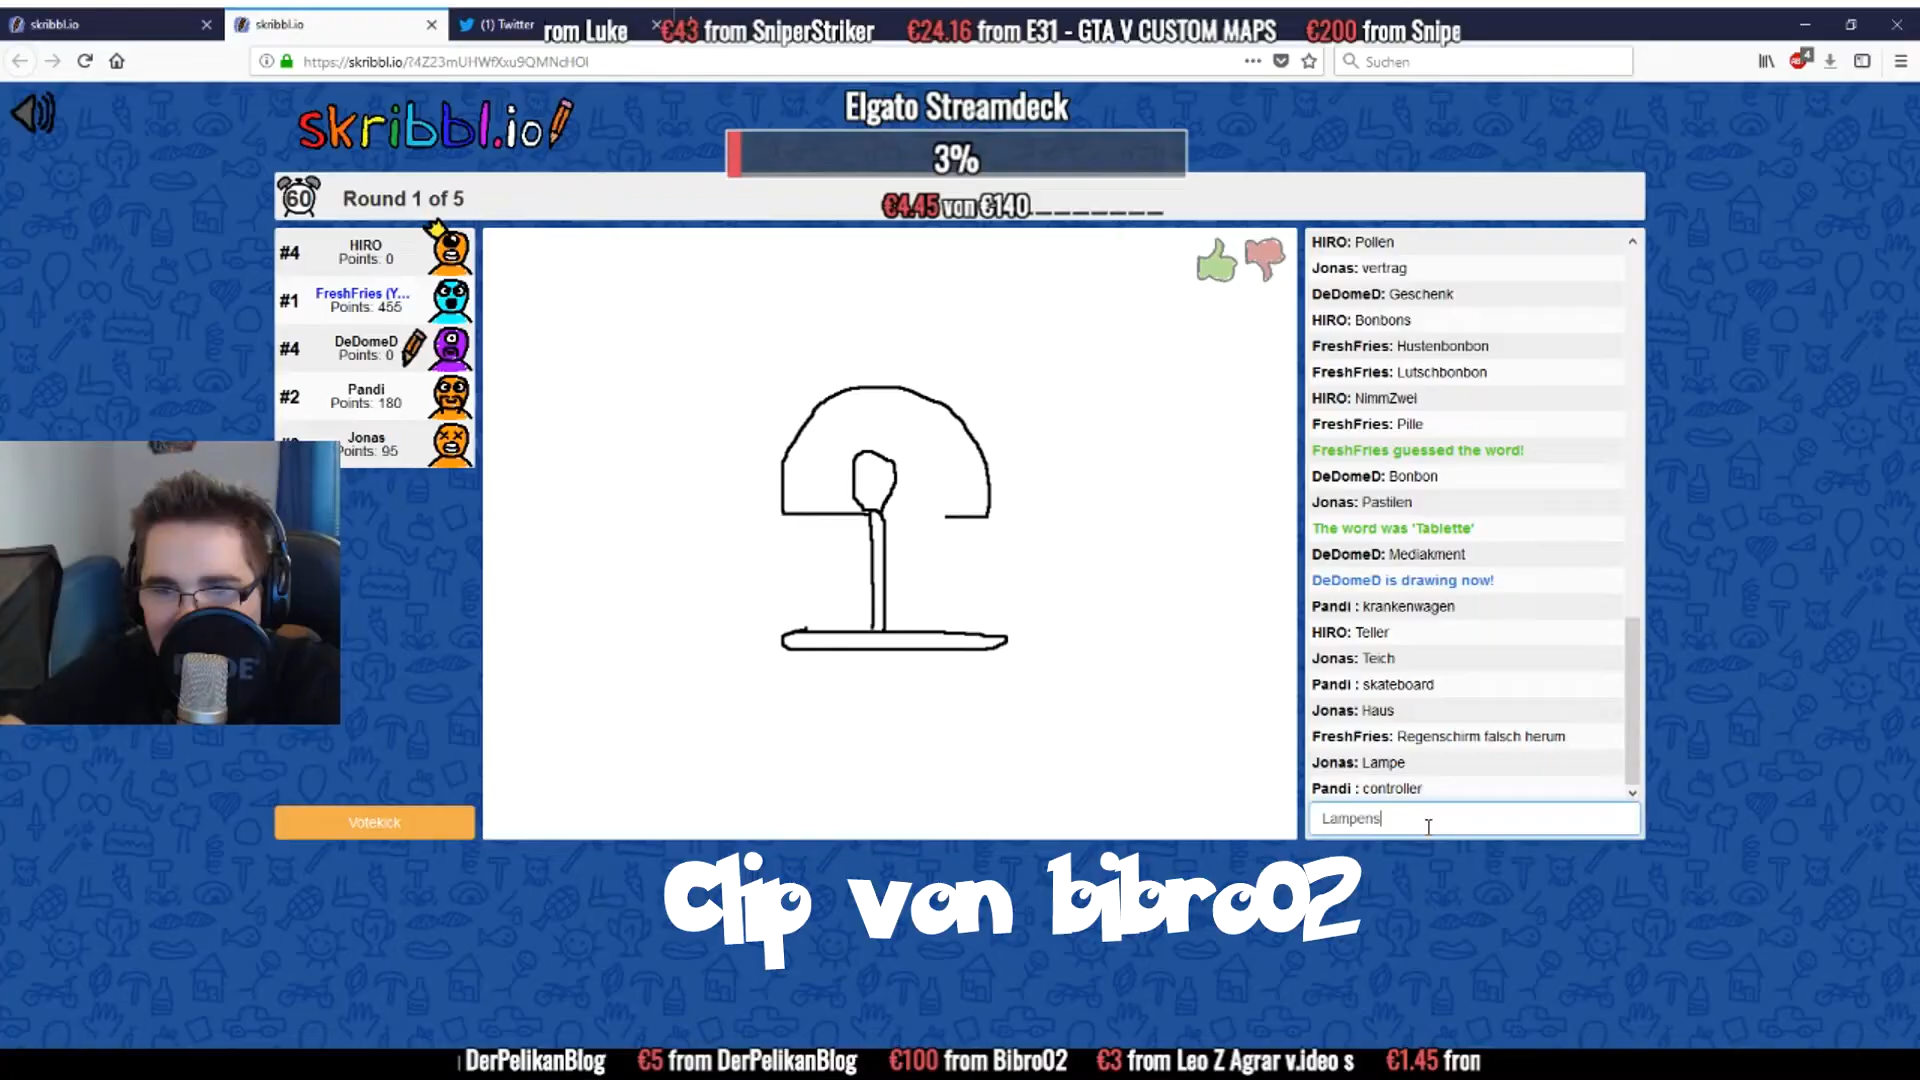 skribbl.io
skribbl.io
(1) Twitter
rom Luke €43 from SniperStriker €24.16 from E31 - GTA V CUSTOM MAPS €200 from Snipe
https://skribbl.io/?4Z23mUHWfXxu9QMNcHOI
Suchen
4
skribbl.io
Elgato Streamdeck
3%
60
Round 1 of 5
€4.45 von €140
#4 HIRO
Points: 0
#1 FreshFries (Y...
Points: 455
#4 DeDomeD
Points: 0
#2 Pandi
Points: 180
Jonas
Points: 95
HIRO: Pollen
Jonas: vertrag
DeDomeD: Geschenk
HIRO: Bonbons
FreshFries: Hustenbonbon
FreshFries: Lutschbonbon
HIRO: NimmZwei
FreshFries: Pille
FreshFries guessed the word!
DeDomeD: Bonbon
Jonas: Pastilen
The word was 'Tablette'
DeDomeD: Mediakment
DeDomeD is drawing now!
Pandi : krankenwagen
HIRO: Teller
Jonas: Teich
Pandi : skateboard
Jonas: Haus
FreshFries: Regenschirm falsch herum
Jonas: Lampe
Pandi : controller
Lampens
Votekick
Clip von bibro02
DerPelikanBlog €5 from DerPelikanBlog €100 from Bibro02 €3 from Leo Z Agrar v.ideo s €1.45 fron